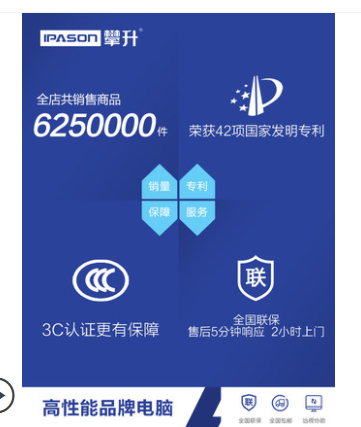 IPASON 攀升
全店共销售商品
6250000件
荣获42项国家发明专利
销量 专利
保障 服务
3C认证更有保障
联
全国联保
售后5分钟响应 2小时上门
高性能品牌电脑
联
全国联保 全国包邮 远程协助